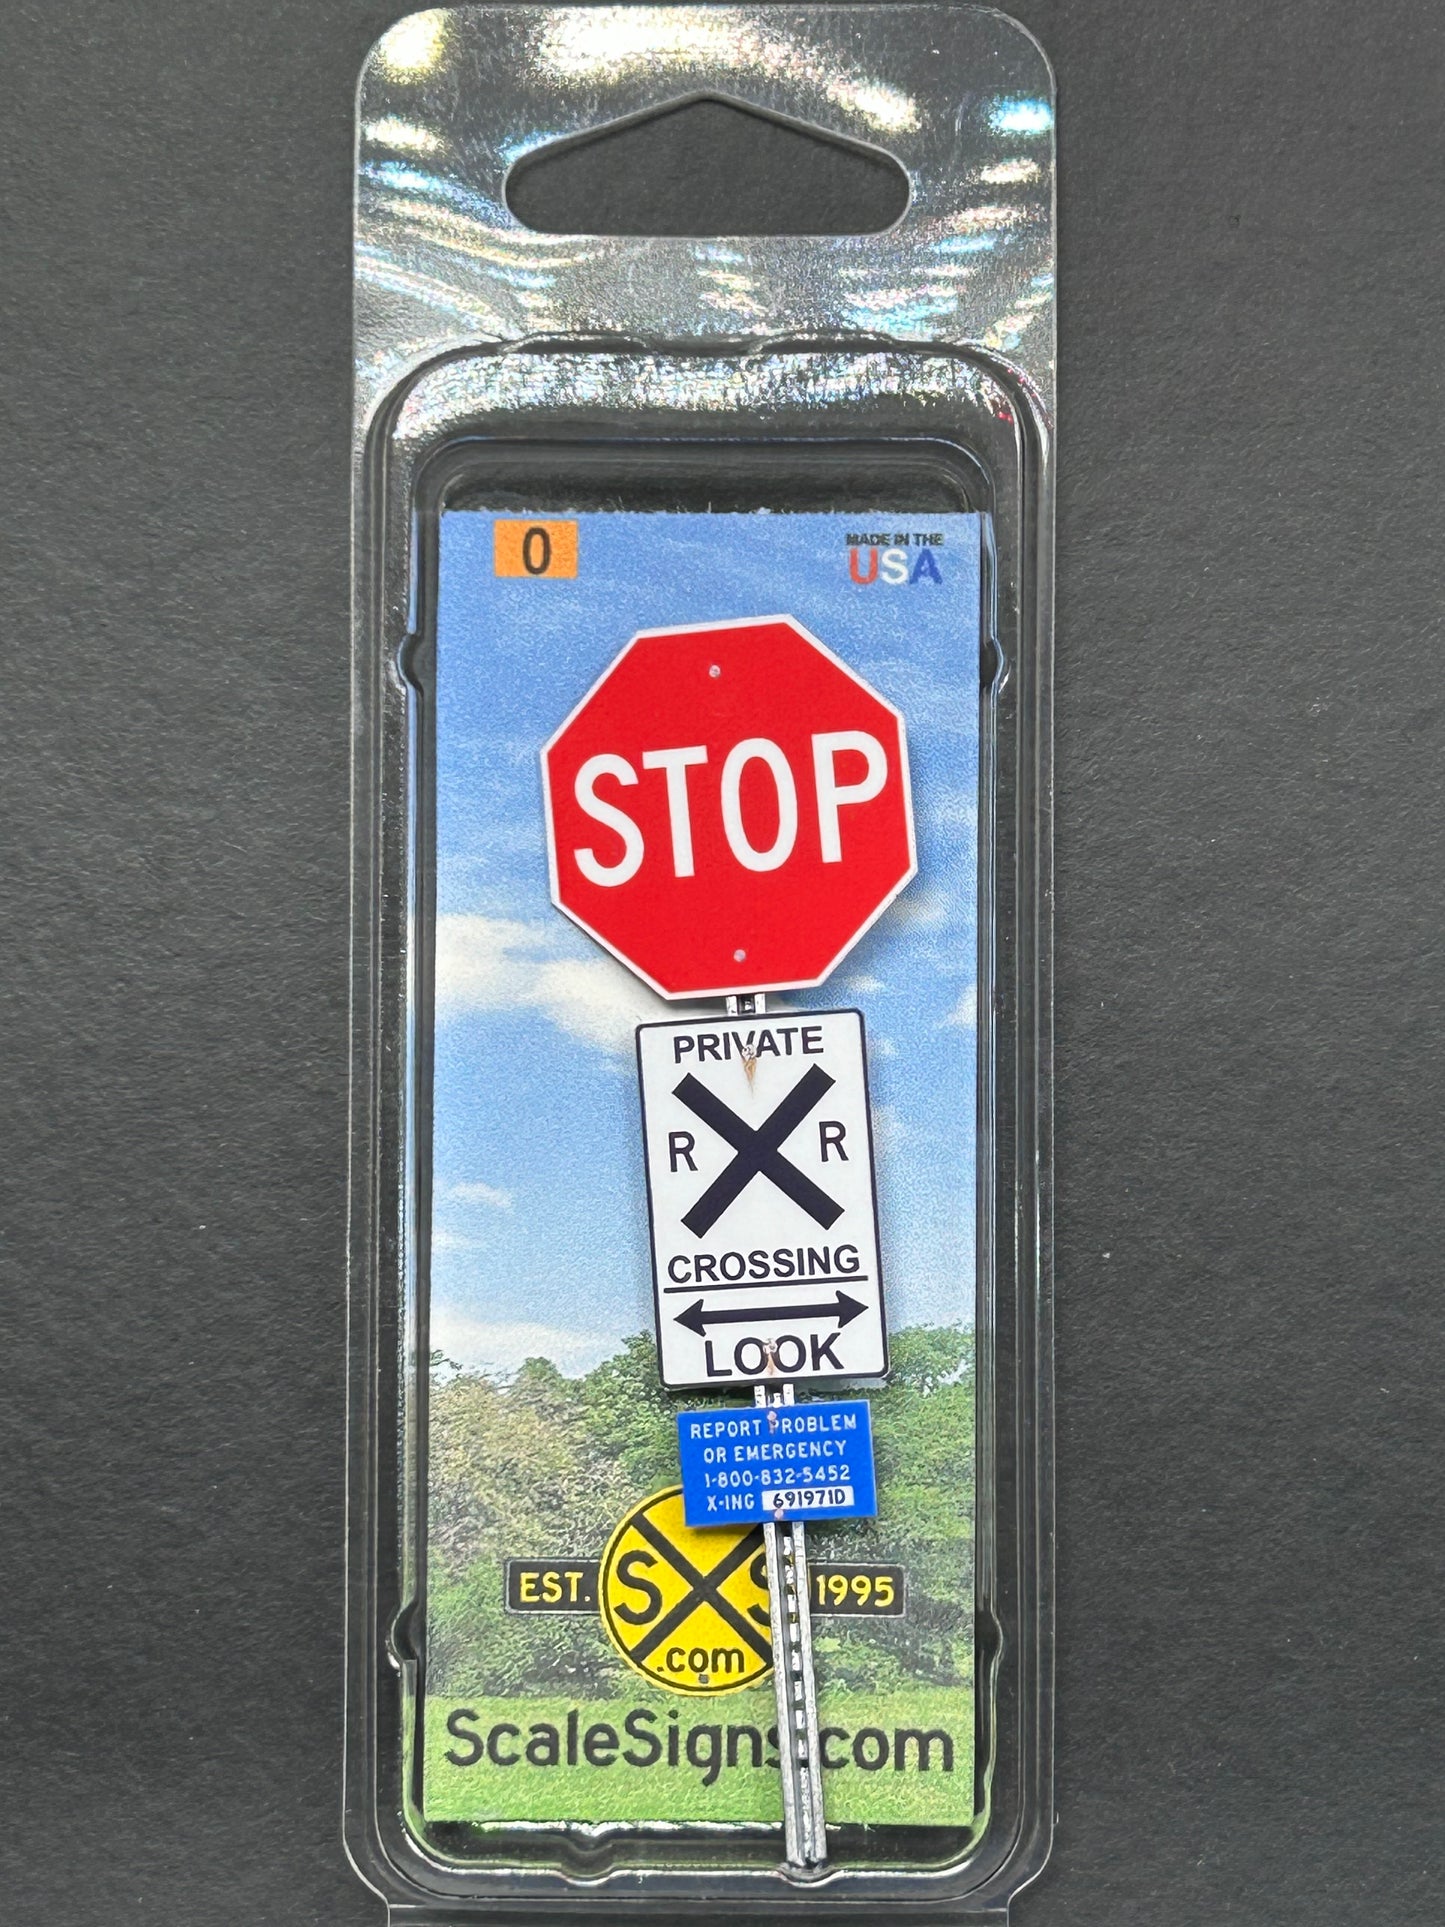 0
MADE IN THE
USA
STOP
PRIVATE
R R
CROSSING
LOOK
REPORT PROBLEM
OR EMERGENCY
1-800-832-5452
X-ING 691971D
EST. S S 1995
.com
ScaleSigns.com